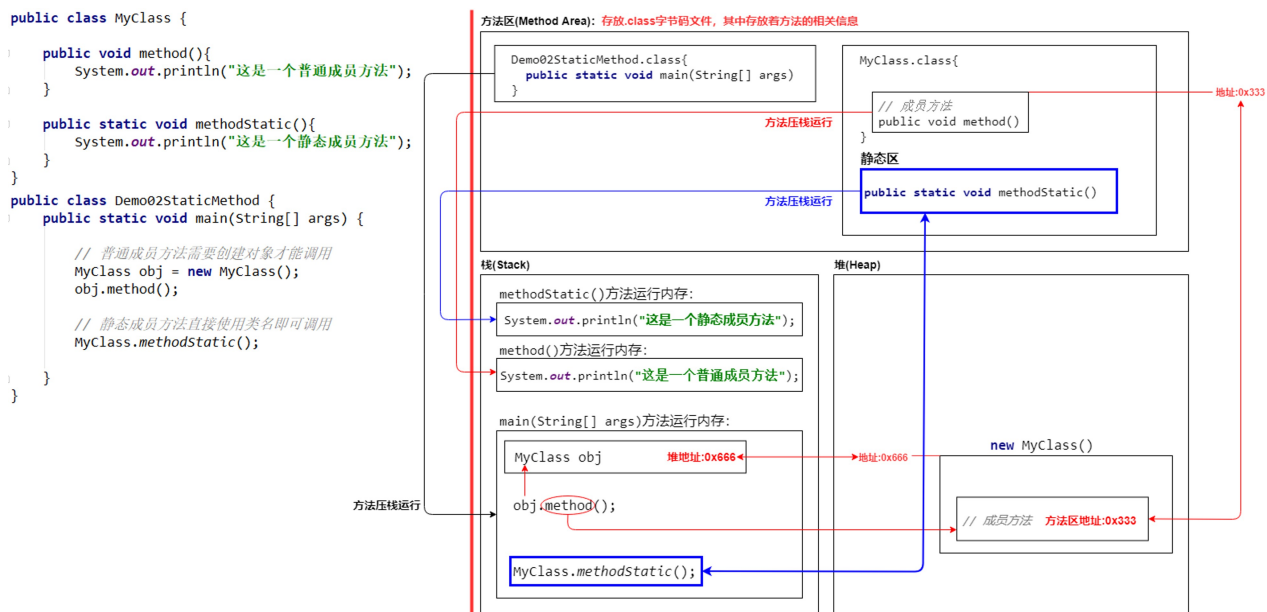 public class MyClass {
public void method(){
System.out.println("这是一个普通成员方法");
}
public static void methodStatic(){
System.out.println("这是一个静态成员方法");
}
}
public class Demo02StaticMethod {
public static void main(String[] args) {
// 普通成员方法需要创建对象才能调用
MyClass obj = new MyClass();
obj.method();
// 静态成员方法直接使用类名即可调用
MyClass.methodStatic();
}
}
方法区(Method Area)：存放.class字节码文件，其中存放着方法的相关信息
Demo02StaticMethod.class{
public static void main(String[] args)
}
MyClass.class{
// 成员方法
public void method()
}
地址:0x333
方法压栈运行
静态区
public static void methodStatic()
方法压栈运行
栈(Stack)
methodStatic()方法运行内存:
System.out.println("这是一个静态成员方法");
method()方法运行内存:
System.out.println("这是一个普通成员方法");
main(String[] args)方法运行内存:
MyClass obj 堆地址:0x666
obj.method();
MyClass.methodStatic();
方法压栈运行
堆(Heap)
new MyClass()
地址:0x666
// 成员方法 方法区地址:0x333